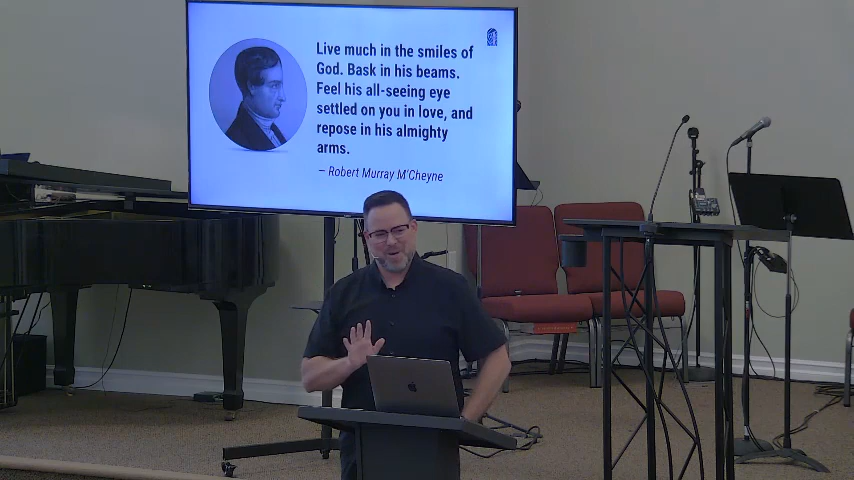 Live much in the smiles of
God. Bask in his beams.
Feel his all-seeing eye
settled on you in love, and
repose in his almighty
arms.
– Robert Murray M'Cheyne